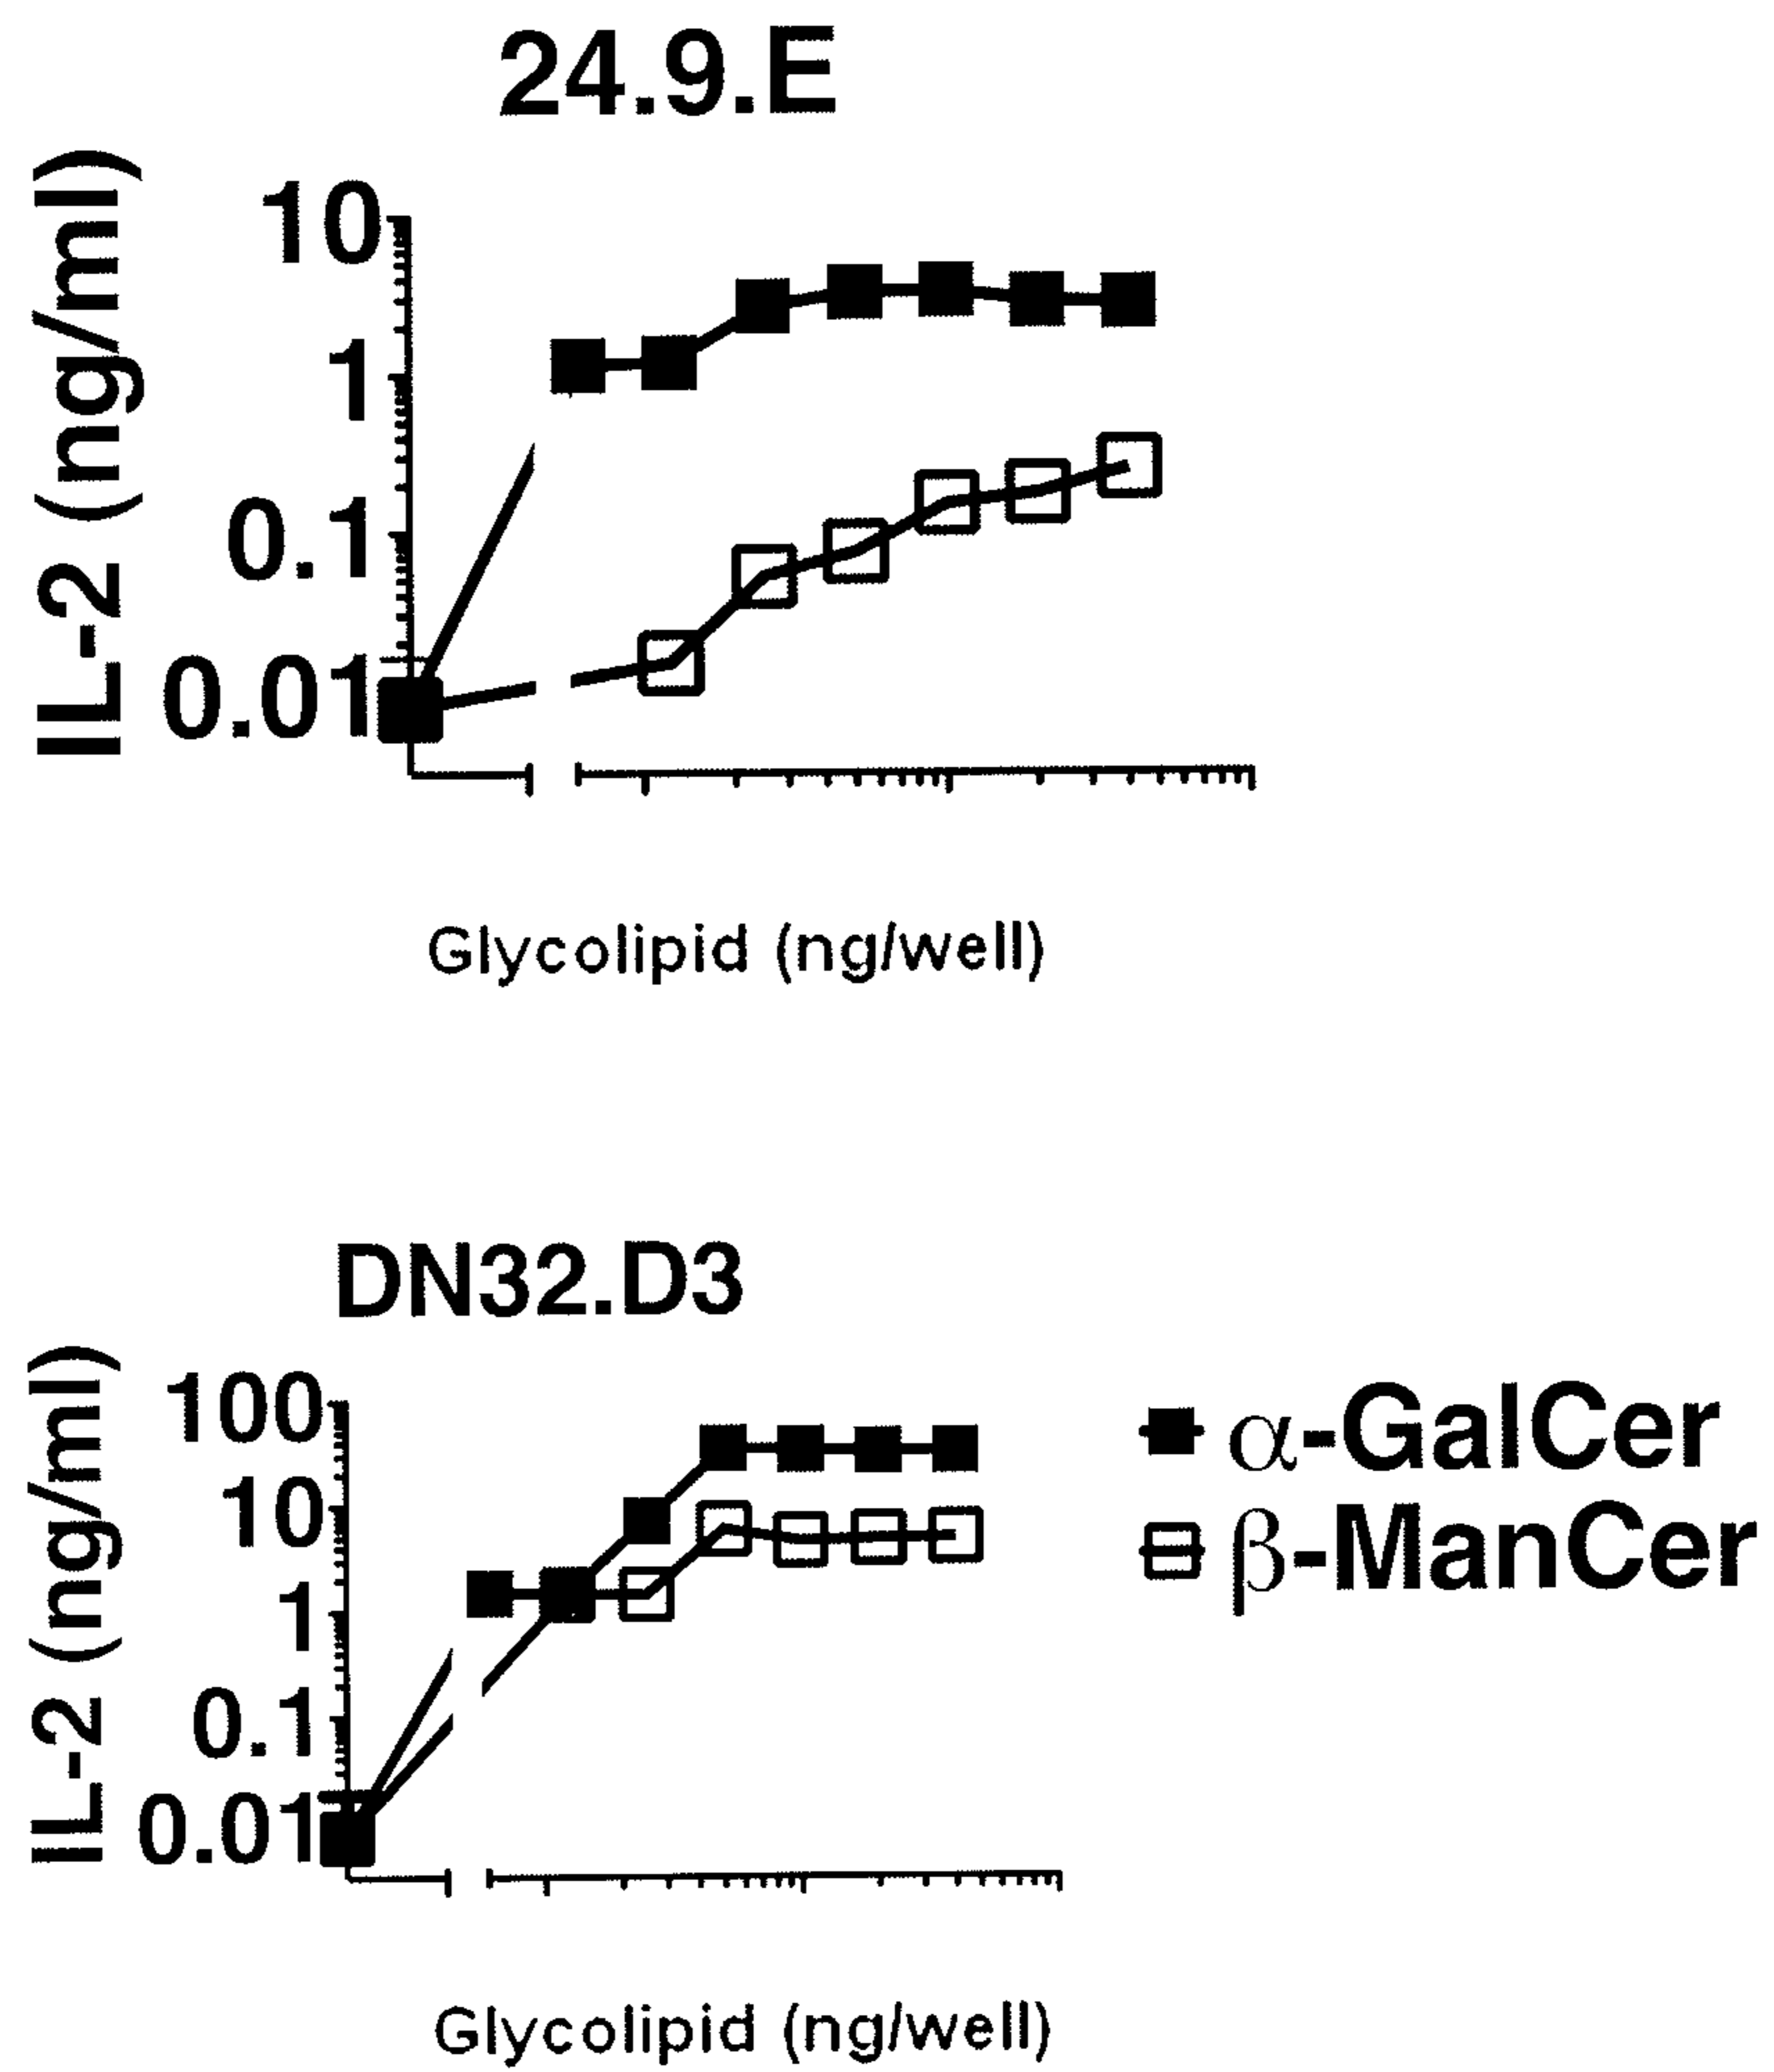 24.9.E
IL-2 (ng/ml)
10
1
0.1
0.01
Glycolipid (ng/well)
DN32.D3
IL-2 (ng/ml)
100
10
1
0.1
0.01
α-GalCer
β-ManCer
Glycolipid (ng/well)